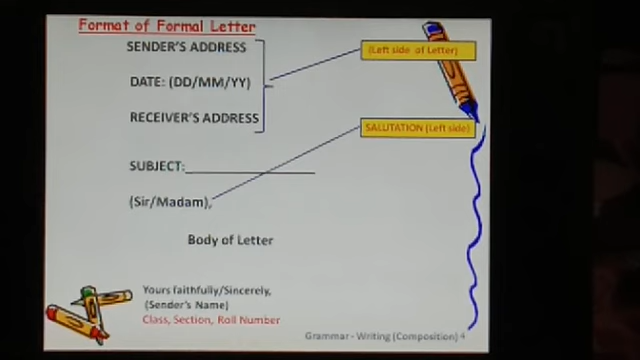 Format of Formal Letter
SENDER'S ADDRESS
(Left side of Letter)
DATE: (DD/MM/YY)
RECEIVER'S ADDRESS
SALUTATION (Left side)
SUBJECT:____________________
(Sir/Madam),
Body of Letter
Yours faithfully/Sincerely,
(Sender's Name)
Class, Section, Roll Number
Grammar - Writing (Composition) 4